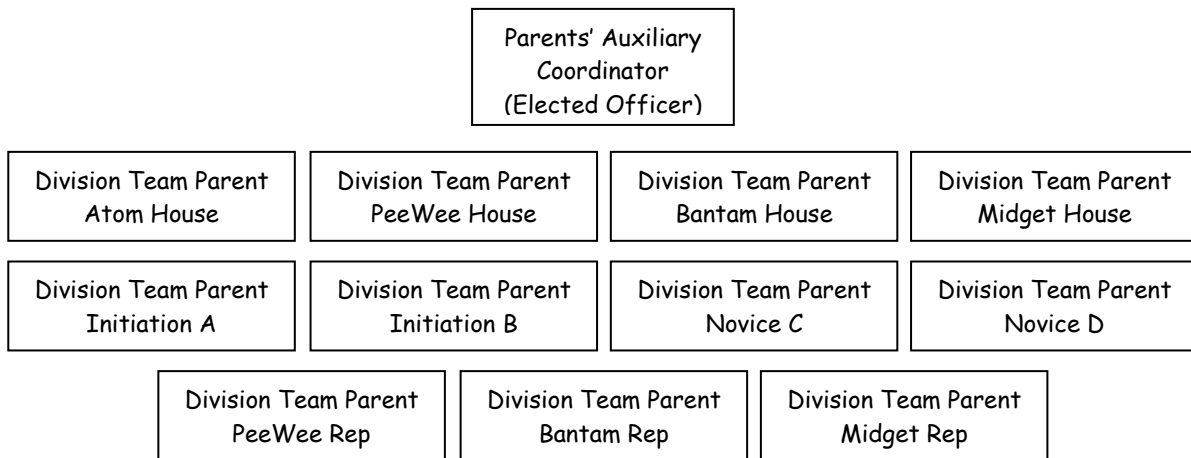 Parents’ Auxiliary
Coordinator
(Elected Officer)
Division Team Parent
Atom House
Division Team Parent
PeeWee House
Division Team Parent
Bantam House
Division Team Parent
Midget House
Division Team Parent
Initiation A
Division Team Parent
Initiation B
Division Team Parent
Novice C
Division Team Parent
Novice D
Division Team Parent
PeeWee Rep
Division Team Parent
Bantam Rep
Division Team Parent
Midget Rep